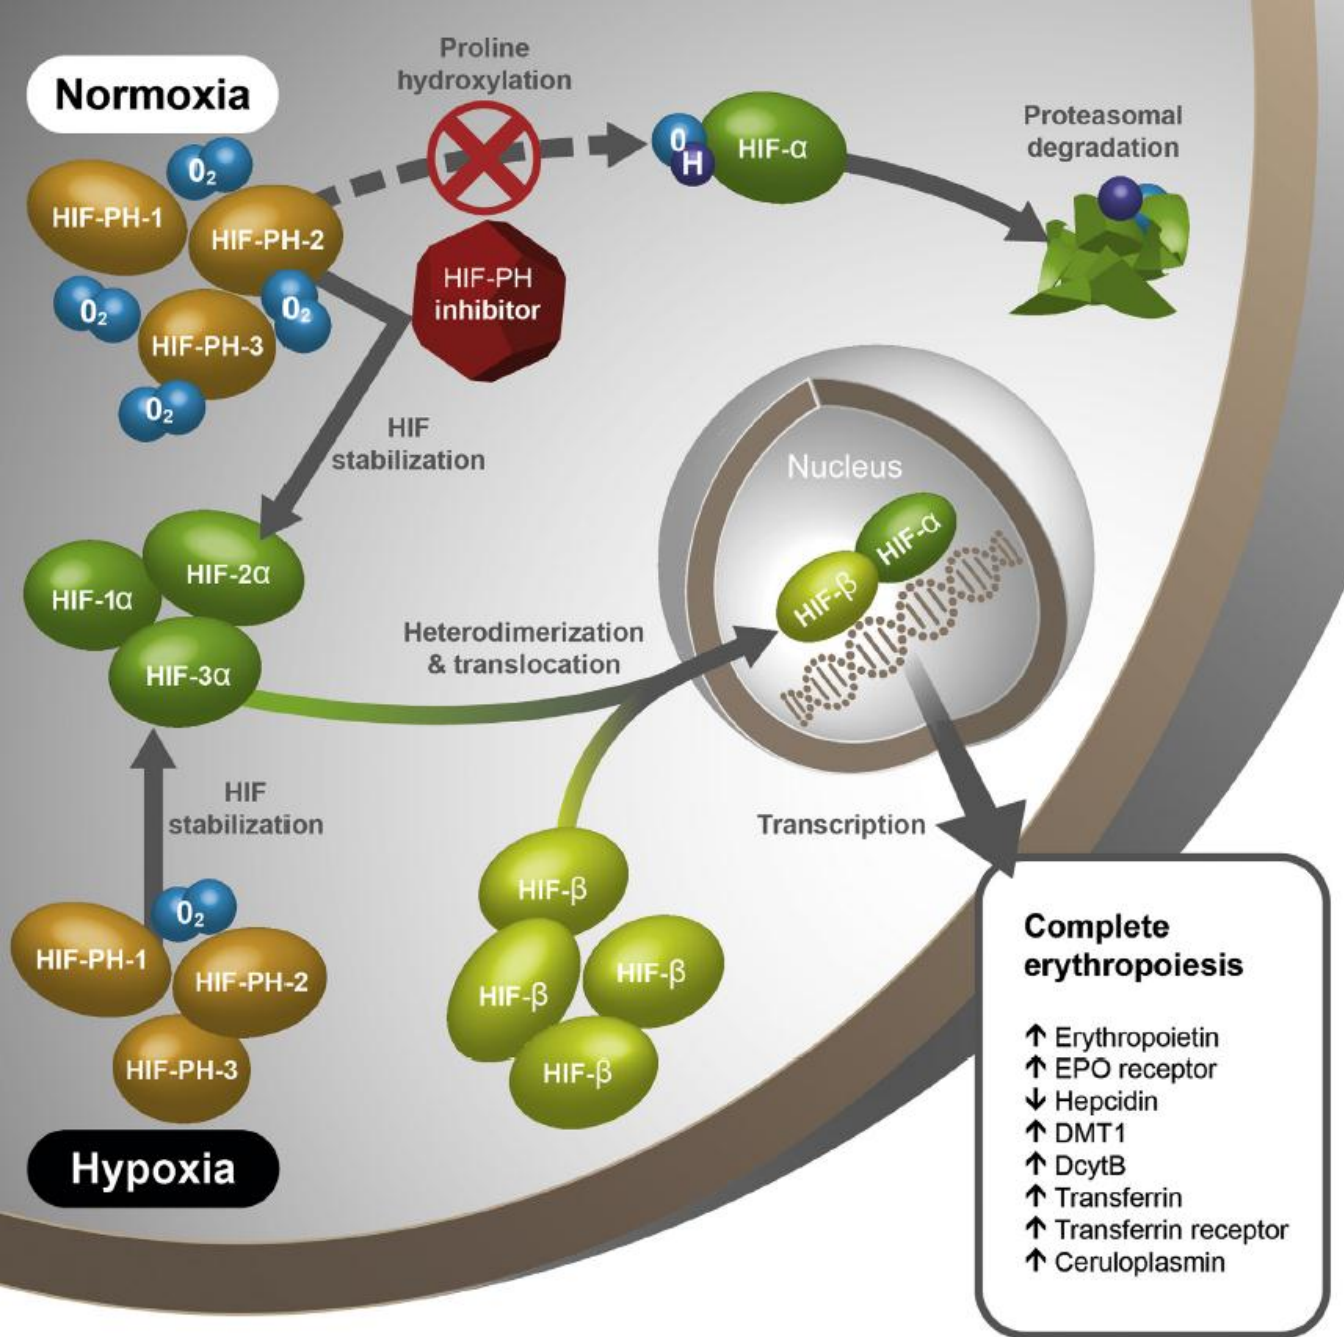 Normoxia
Proline
hydroxylation
O₂
HIF-PH-1
HIF-PH-2
O₂
O₂
HIF-PH-3
O₂
HIF-PH
inhibitor
O
H
HIF-α
Proteasomal
degradation
HIF
stabilization
HIF-1α
HIF-2α
HIF-3α
Heterodimerization
& translocation
Nucleus
HIF-β
HIF-α
HIF
stabilization
Transcription
O₂
HIF-PH-1
HIF-PH-2
HIF-PH-3
HIF-β
HIF-β
HIF-β
HIF-β
Hypoxia
Complete
erythropoiesis
↑ Erythropoietin
↑ EPO receptor
↓ Hepcidin
↑ DMT1
↑ DcytB
↑ Transferrin
↑ Transferrin receptor
↑ Ceruloplasmin